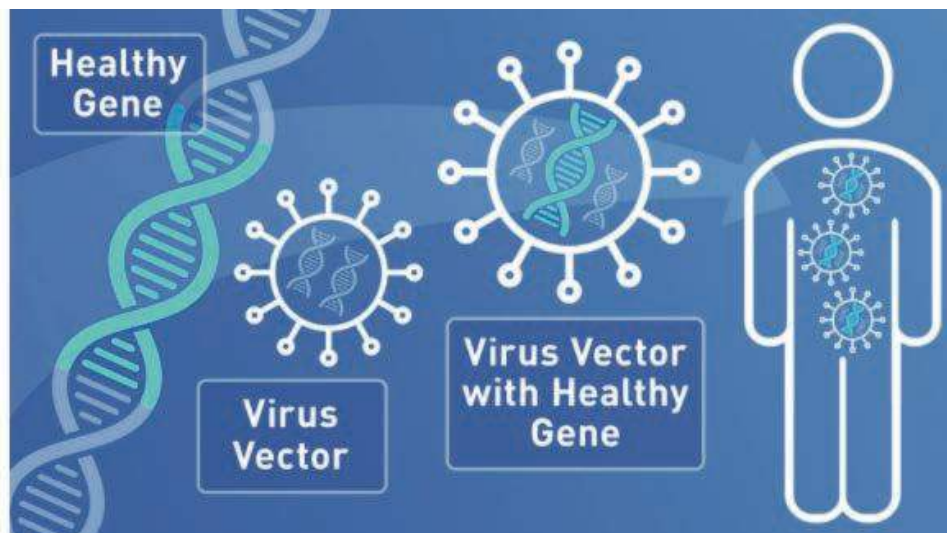 Healthy
Gene
Virus
Vector
Virus Vector
with Healthy
Gene